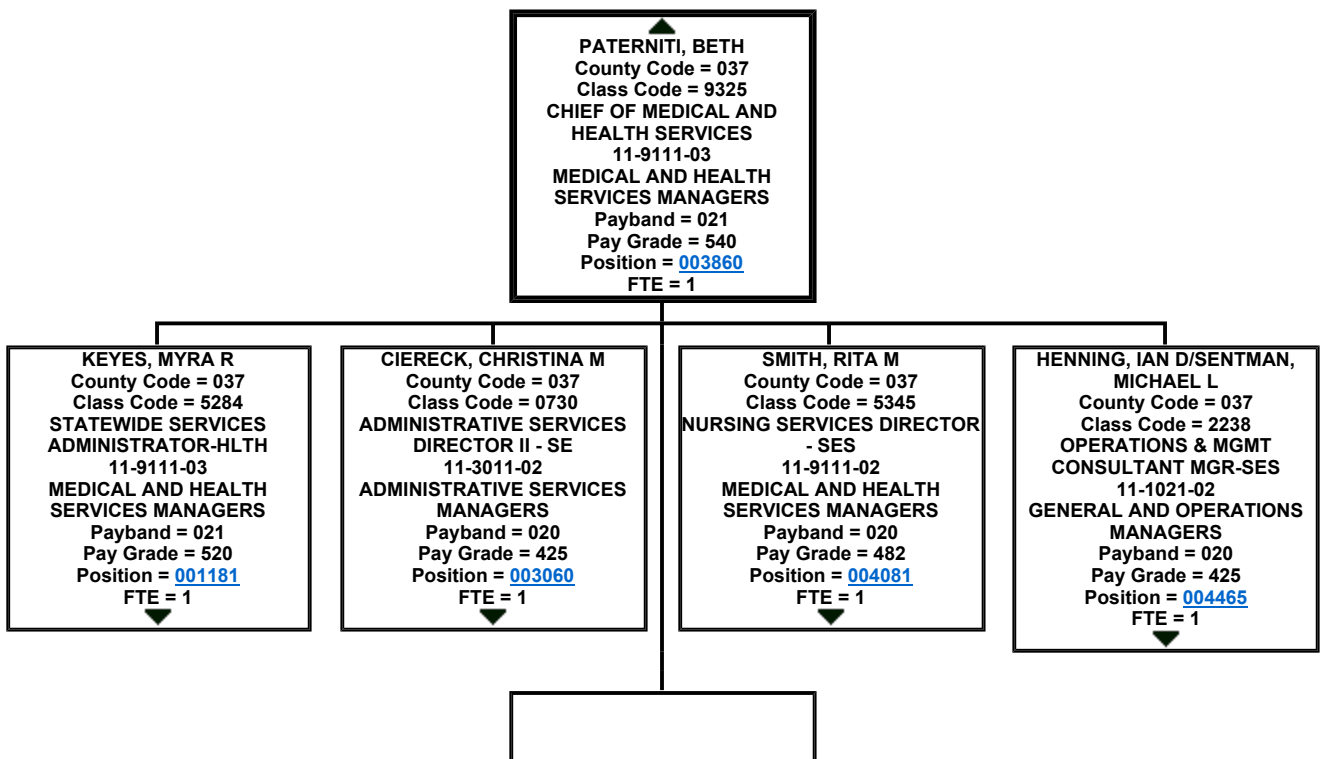 PATERNITI, BETH
County Code = 037
Class Code = 9325
CHIEF OF MEDICAL AND
HEALTH SERVICES
11-9111-03
MEDICAL AND HEALTH
SERVICES MANAGERS
Payband = 021
Pay Grade = 540
Position = 003860
FTE = 1
KEYES, MYRA R
County Code = 037
Class Code = 5284
STATEWIDE SERVICES
ADMINISTRATOR-HLTH
11-9111-03
MEDICAL AND HEALTH
SERVICES MANAGERS
Payband = 021
Pay Grade = 520
Position = 001181
FTE = 1
CIERECK, CHRISTINA M
County Code = 037
Class Code = 0730
ADMINISTRATIVE SERVICES
DIRECTOR II - SE
11-3011-02
ADMINISTRATIVE SERVICES
MANAGERS
Payband = 020
Pay Grade = 425
Position = 003060
FTE = 1
SMITH, RITA M
County Code = 037
Class Code = 5345
NURSING SERVICES DIRECTOR
- SES
11-9111-02
MEDICAL AND HEALTH
SERVICES MANAGERS
Payband = 020
Pay Grade = 482
Position = 004081
FTE = 1
HENNING, IAN D/SENTMAN,
MICHAEL L
County Code = 037
Class Code = 2238
OPERATIONS & MGMT
CONSULTANT MGR-SES
11-1021-02
GENERAL AND OPERATIONS
MANAGERS
Payband = 020
Pay Grade = 425
Position = 004465
FTE = 1